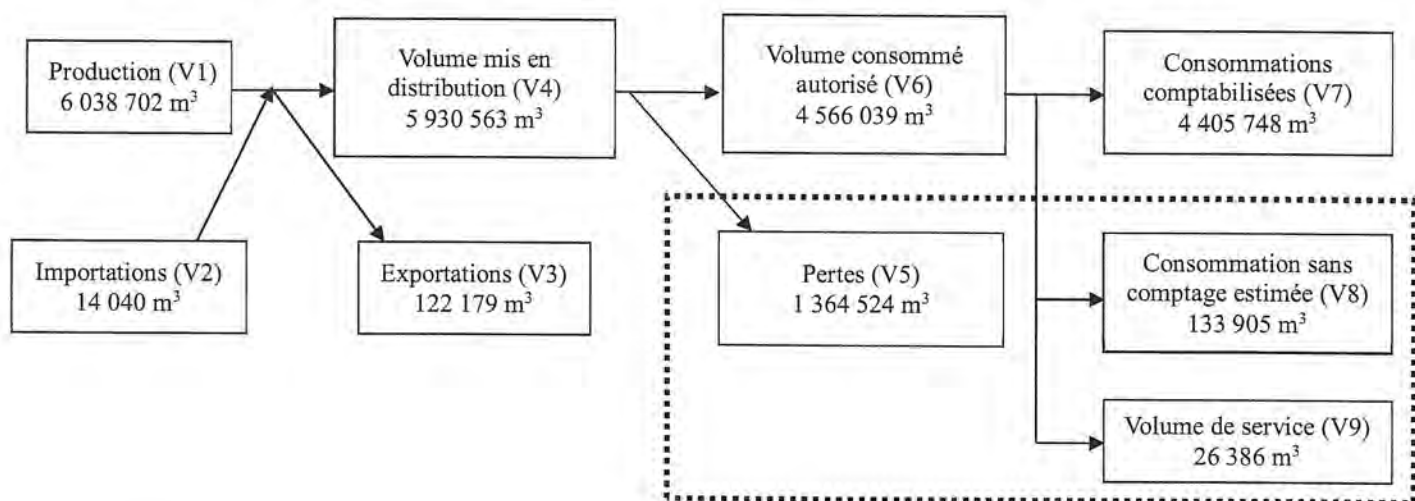 Production (V1)
6 038 702 m³
Volume mis en
distribution (V4)
5 930 563 m³
Volume consommé
autorisé (V6)
4 566 039 m³
Consommations
comptabilisées (V7)
4 405 748 m³
Importations (V2)
14 040 m³
Exportations (V3)
122 179 m³
Pertes (V5)
1 364 524 m³
Consommation sans
comptage estimée (V8)
133 905 m³
Volume de service (V9)
26 386 m³